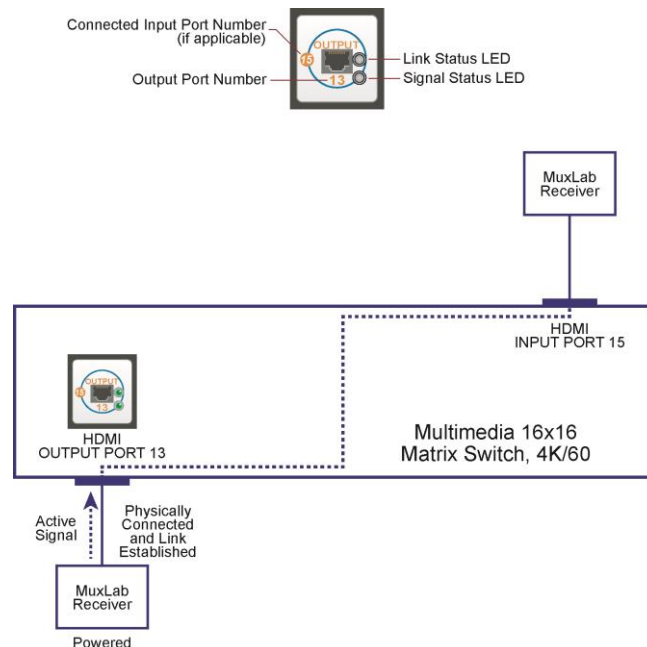 Connected Input Port Number
(if applicable)
OUTPUT
15
Link Status LED
Output Port Number
13
Signal Status LED
MuxLab
Receiver
HDMI
INPUT PORT 15
OUTPUT
13
HDMI
OUTPUT PORT 13
Multimedia 16x16
Matrix Switch, 4K/60
Active
Signal
Physically
Connected
and Link
Established
MuxLab
Receiver
Powered